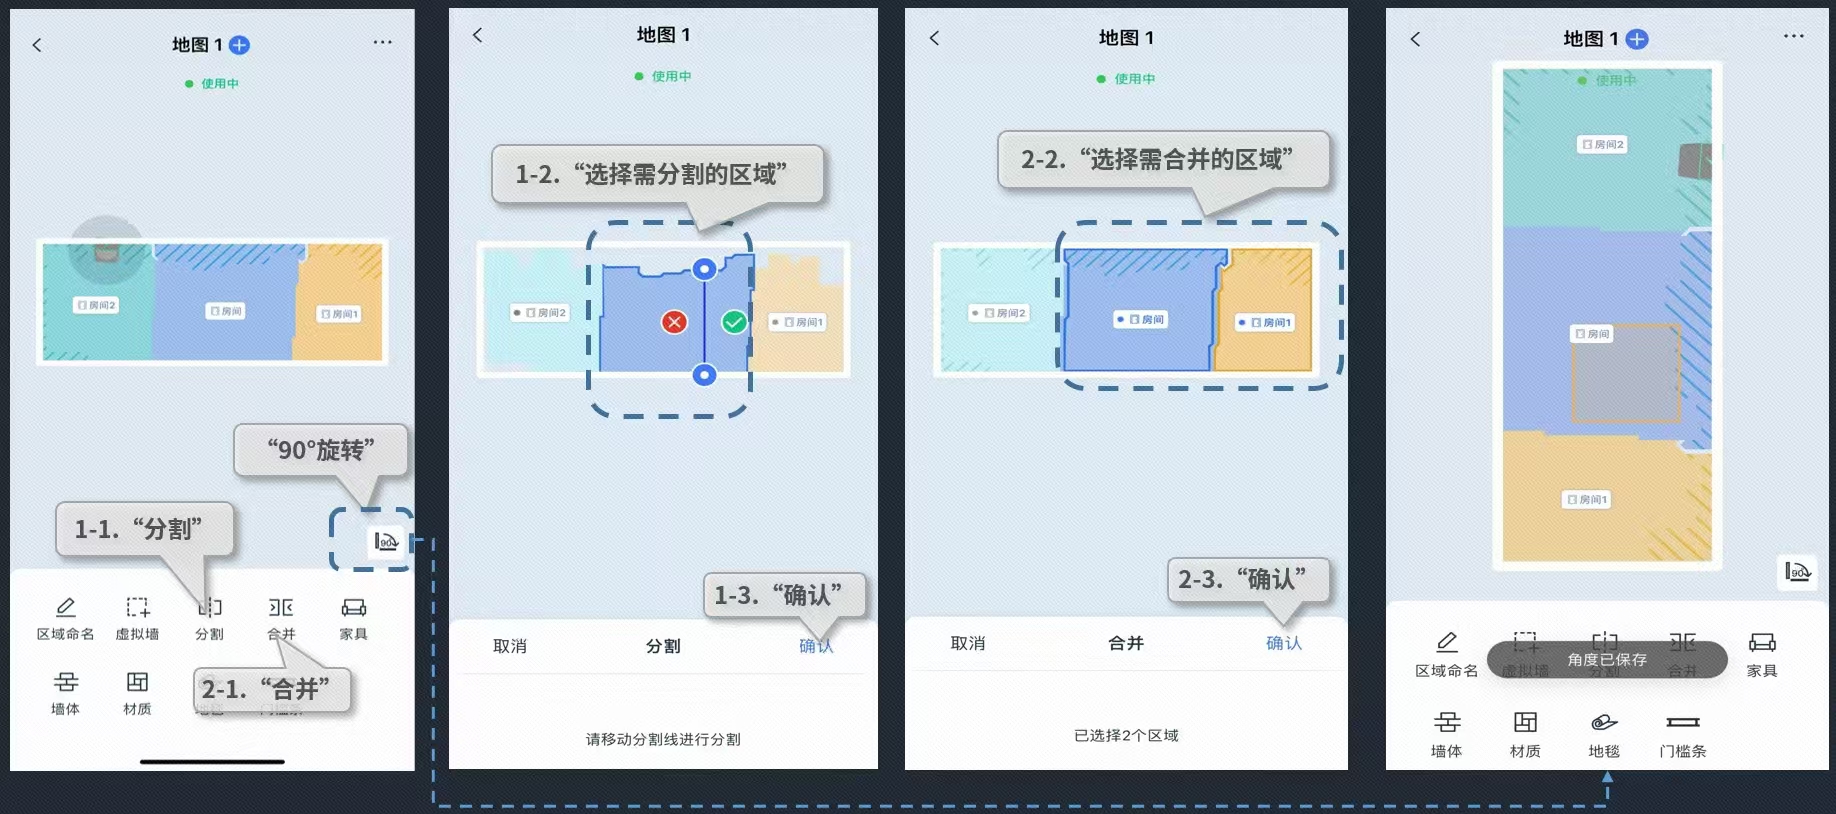 地图 1
使用中
房间2
房间
房间1
“90°旋转”
1-1. “分割”
90
区域命名
虚拟墙
分割
合并
家具
墙体
材质
地毯
门槛条
2-1. “合并”
地图 1
使用中
1-2. “选择需分割的区域”
房间2
房间1
1-3. “确认”
取消
分割
确认
请移动分割线进行分割
地图 1
使用中
2-2. “选择需合并的区域”
房间2
房间
房间1
2-3. “确认”
取消
合并
确认
已选择2个区域
地图 1
使用中
房间2
房间
房间1
90
区域命名
虚拟墙
分割
合并
家具
角度已保存
墙体
材质
地毯
门槛条